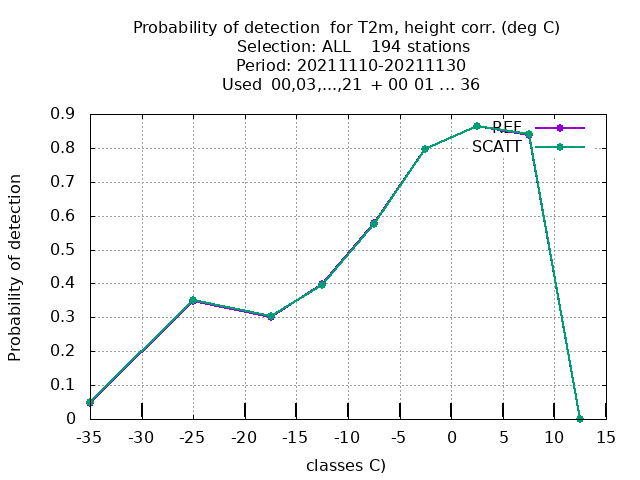 Probability of detection  for T2m, height corr. (deg C)
Selection: ALL    194 stations
Period: 20211110-20211130
Used  00,03,...,21  + 00 01 ... 36
REF
SCATT
Probability of detection
0.9
0.8
0.7
0.6
0.5
0.4
0.3
0.2
0.1
0
-35 -30 -25 -20 -15 -10 -5 0 5 10 15
classes C)